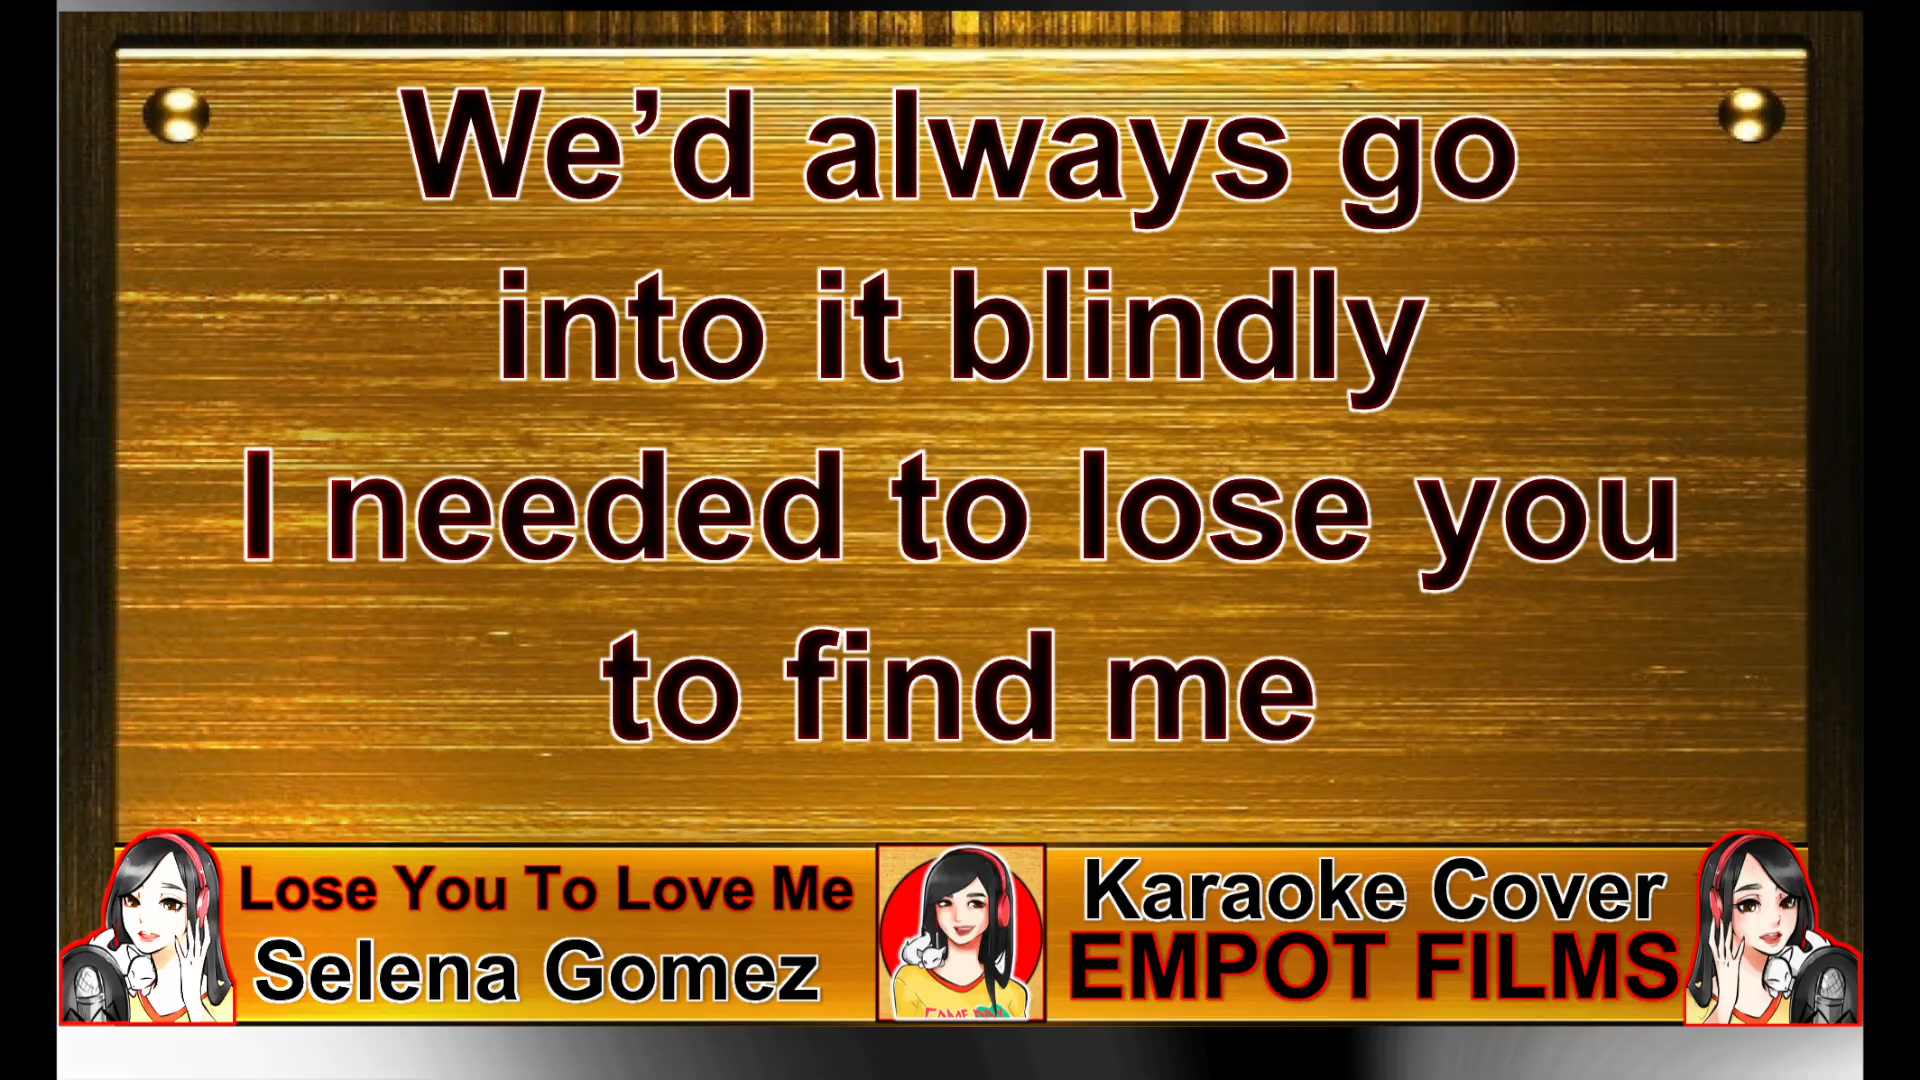 We’d always go
into it blindly
I needed to lose you
to find me
Lose You To Love Me
Selena Gomez
Karaoke Cover
EMPOT FILMS